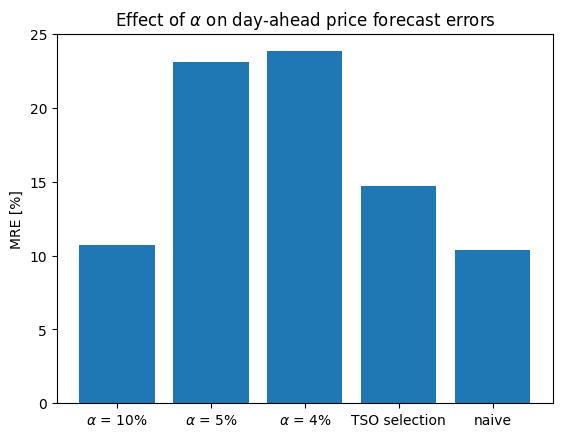 Effect of α on day-ahead price forecast errors
MRE [%]
25
20
15
10
5
0
α = 10%
α = 5%
α = 4%
TSO selection
naive